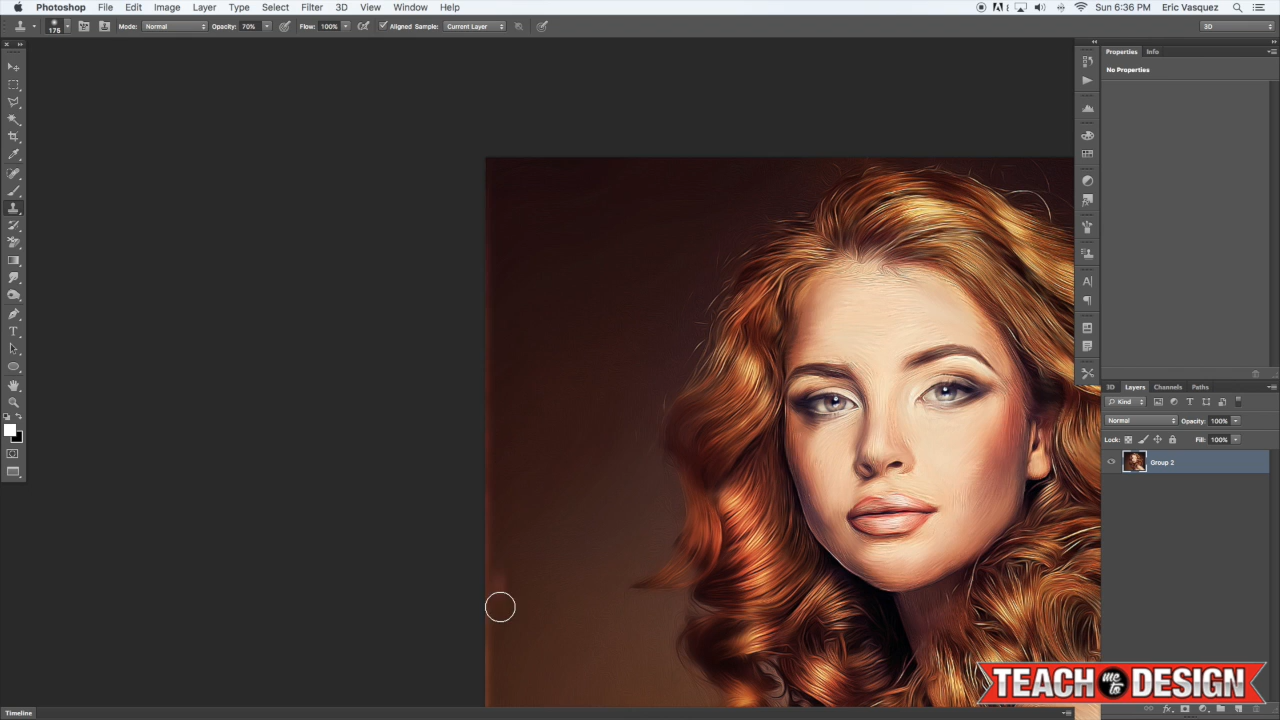 Photoshop File Edit Image Layer Type Select Filter 3D View Window Help Sun 6:36 PM Eric Vasquez
175 Mode: Normal Opacity: 70% Flow: 100% Aligned Sample: Current Layer 3D
Properties Info
No Properties
3D Layers Channels Paths
Kind
Normal Opacity: 100%
Lock: Fill: 100%
Group 2
TEACH me to DESIGN
Timeline